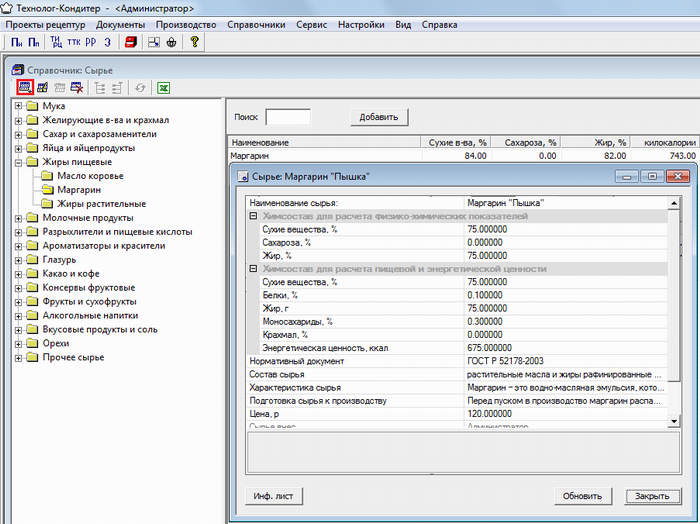 Технолог-Кондитер - <Администратор>
Проекты рецептур Документы Производство Справочники Сервис Настройки Вид Справка
Пк Пп ТИ РЦ ТТК РР З ?
Справочник: Сырье
Мука
Желирующие в-ва и крахмал
Сахар и сахарозаменители
Яйца и яйцепродукты
Жиры пищевые
Масло коровье
Маргарин
Жиры растительные
Молочные продукты
Разрыхлители и пищевые кислоты
Ароматизаторы и красители
Глазурь
Какао и кофе
Консервы фруктовые
Фрукты и сухофрукты
Алкогольные напитки
Вкусовые продукты и соль
Орехи
Прочее сырье
Поиск Добавить
Наименование Сухие в-ва, % Сахароза, % Жир, % килокалории
Маргарин 84.00 0.00 82.00 743.00
Сырье: Маргарин "Пышка"
Наименование сырья: Маргарин "Пышка"
Химсостав для расчета физико-химических показателей
Сухие вещества, % 75.000000
Сахароза, % 0.000000
Жир, % 75.000000
Химсостав для расчета пищевой и энергетической ценности
Сухие вещества, % 75.000000
Белки, % 0.100000
Жир, г 75.000000
Моносахариды, % 0.300000
Крахмал, % 0.000000
Энергетическая ценность, ккал 675.000000
Нормативный документ ГОСТ Р 52178-2003
Состав сырья растительные масла и жиры рафинированные ...
Характеристика сырья Маргарин – это водно-масляная эмульсия, кото...
Подготовка сырья к производству Перед пуском в производство маргарин распа...
Цена, р 120.000000
Сырье внес Администратор
Инф. лист Обновить Закрыть